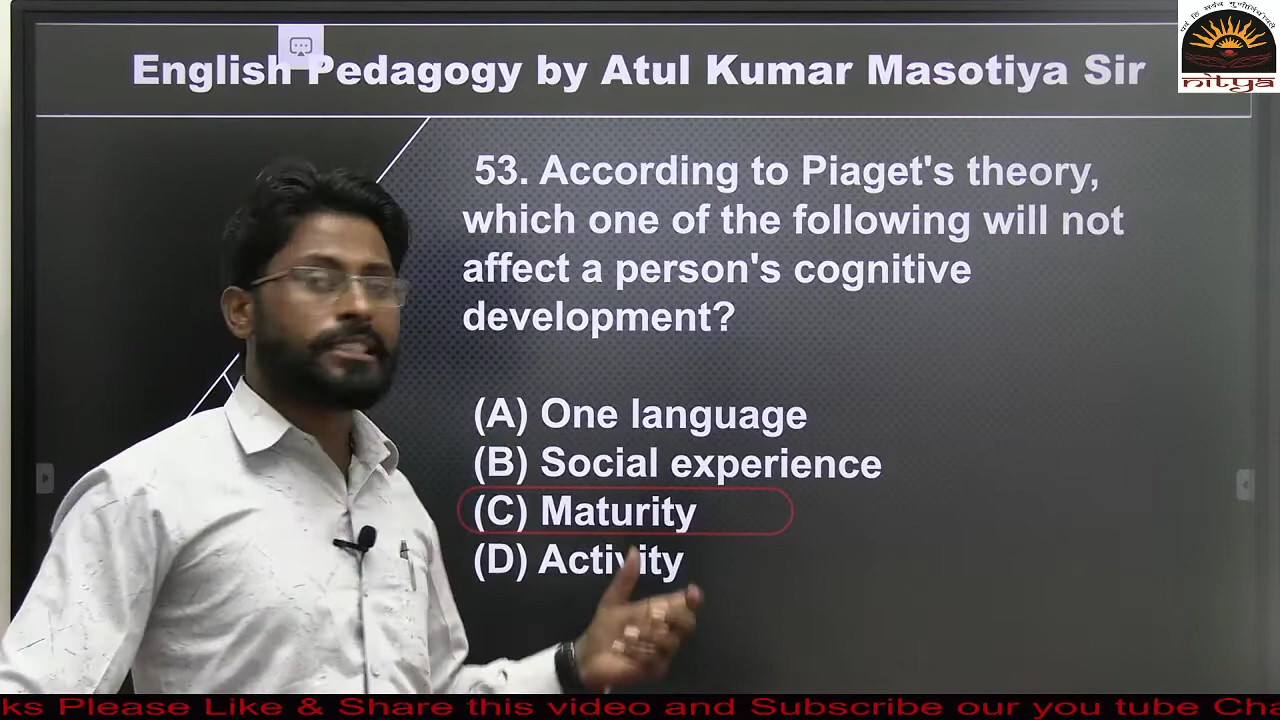 English Pedagogy by Atul Kumar Masotiya Sir
nitya
53. According to Piaget's theory,
which one of the following will not
affect a person's cognitive
development?
(A) One language
(B) Social experience
(C) Maturity
(D) Activity
ks Please Like & Share this video and Subscribe our you tube Cha